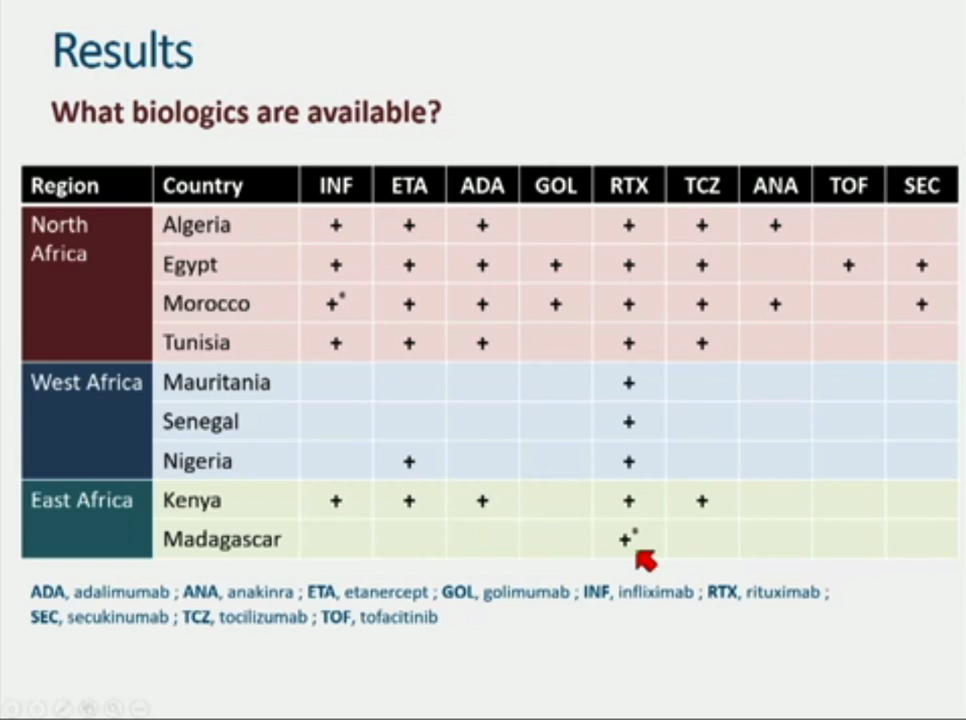 Results
What biologics are available?
Region Country INF ETA ADA GOL RTX TCZ ANA TOF SEC
North Africa Algeria + + + + + +
Egypt + + + + + + + +
Morocco +* + + + + + + +
Tunisia + + + + +
West Africa Mauritania +
Senegal +
Nigeria + +
East Africa Kenya + + + + +
Madagascar +*
ADA, adalimumab ; ANA, anakinra ; ETA, etanercept ; GOL, golimumab ; INF, infliximab ; RTX, rituximab ;
SEC, secukinumab ; TCZ, tocilizumab ; TOF, tofacitinib